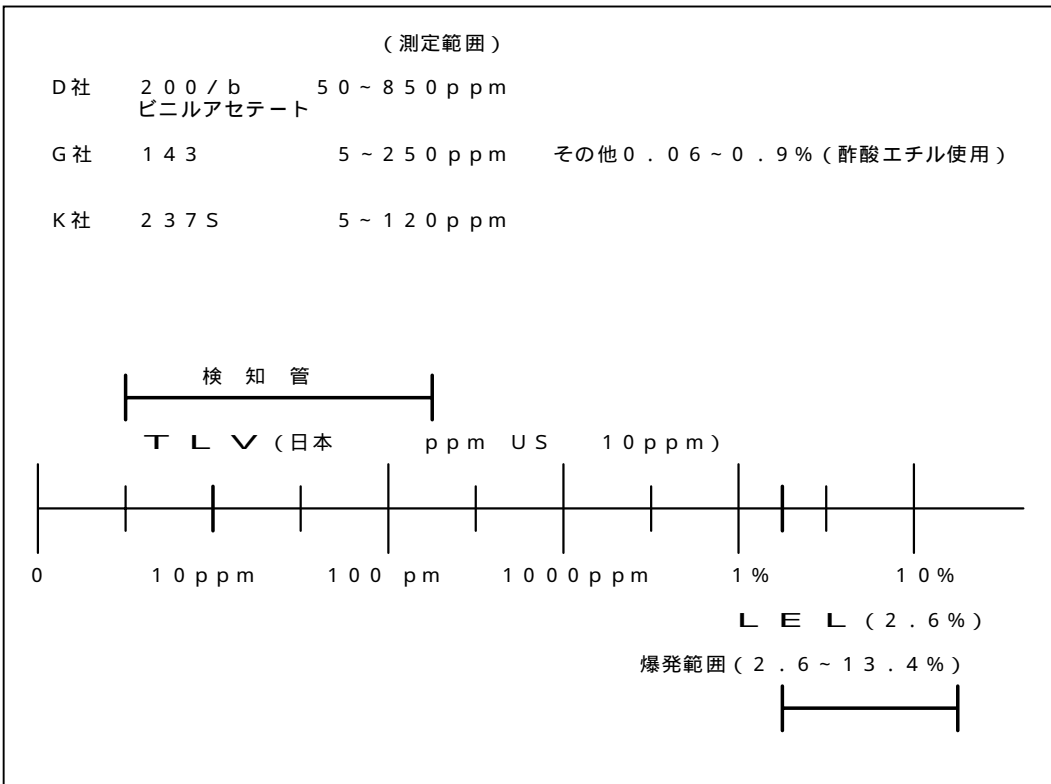 (測定範囲)
D社 200/b 50~850ppm
ビニルアセテート
G社 143 5~250ppm その他0.06~0.9%(酢酸エチル使用)
K社 237S 5~120ppm
検 知 管
TLV(日本 ppm US 10ppm)
0 10ppm 100 pm 1000ppm 1% 10%
LEL(2.6%)
爆発範囲(2.6~13.4%)